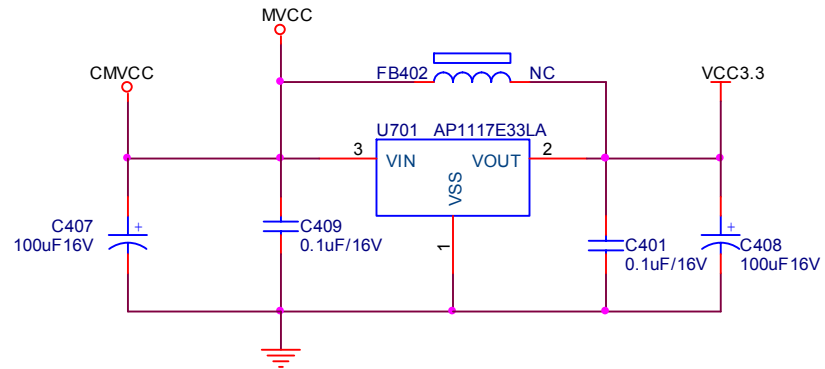 MVCC
CMVCC
FB402
NC
VCC3.3
U701 AP1117E33LA
3
VIN
VOUT
2
VSS
1
C407
100uF16V
C409
0.1uF/16V
C401
0.1uF/16V
C408
100uF16V